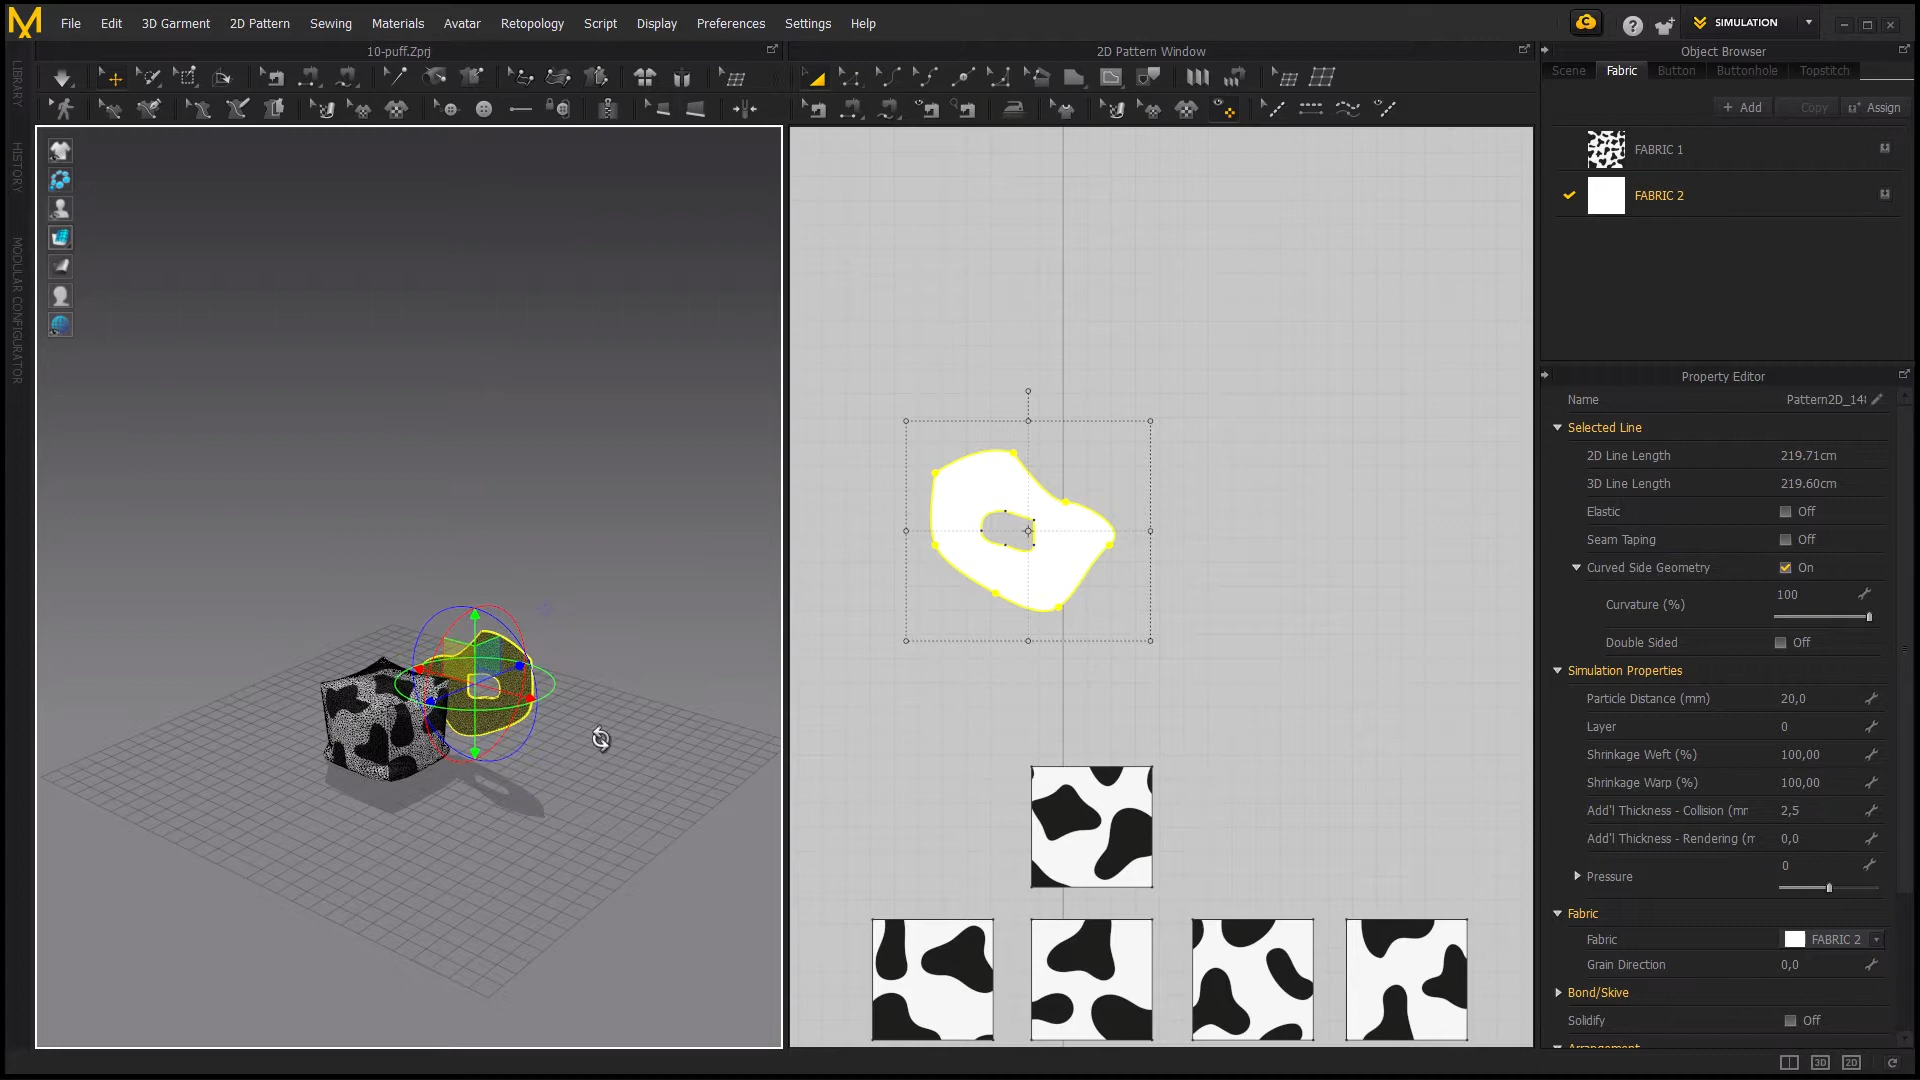 File Edit 3D Garment 2D Pattern Sewing Materials Avatar Retopology Script Display Preferences Settings Help
SIMULATION
10-puff.Zprj
2D Pattern Window
Object Browser
Scene Fabric Button Buttonhole Topstitch
+ Add Copy Assign
FABRIC 1
FABRIC 2
LIBRARY
HISTORY
MODULAR CONFIGURATOR
Property Editor
Name Pattern2D_14
Selected Line
2D Line Length 219.71cm
3D Line Length 219.60cm
Elastic Off
Seam Taping Off
Curved Side Geometry On
Curvature (%) 100
Double Sided Off
Simulation Properties
Particle Distance (mm) 20,0
Layer 0
Shrinkage Weft (%) 100,00
Shrinkage Warp (%) 100,00
Add'l Thickness - Collision (mm 2,5
Add'l Thickness - Rendering (m 0,0
Pressure 0
Fabric
Fabric FABRIC 2
Grain Direction 0,0
Bond/Skive
Solidify Off
3D 2D